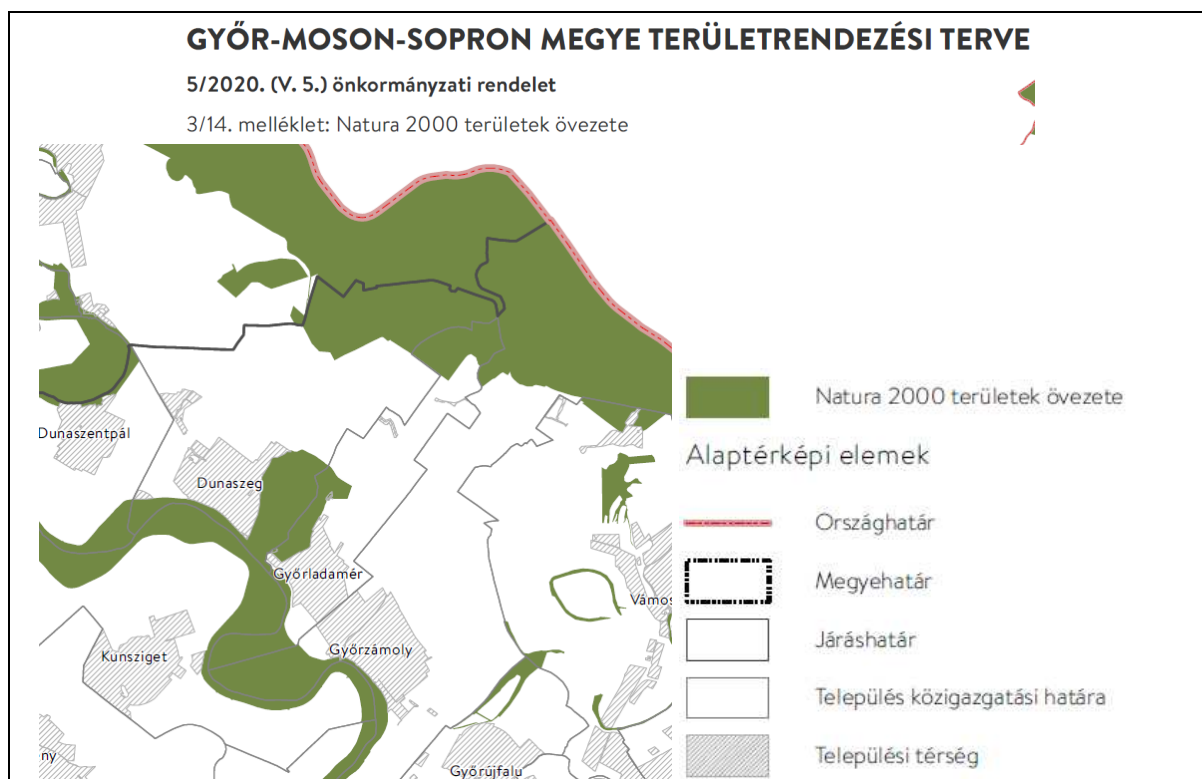 GYŐR-MOSON-SOPRON MEGYE TERÜLETRENDEZÉSI TERVE
5/2020. (V. 5.) önkormányzati rendelet
3/14. melléklet: Natura 2000 területek övezete
Natura 2000 területek övezete
Alaptérképi elemek
Országhatár
Megyehatár
Járáshatár
Település közigazgatási határa
Települési térség
Dunaszentpál
Dunaszeg
Győrladamér
Vámos
Kunsziget
Győrzámoly
ny
Győrújfalu